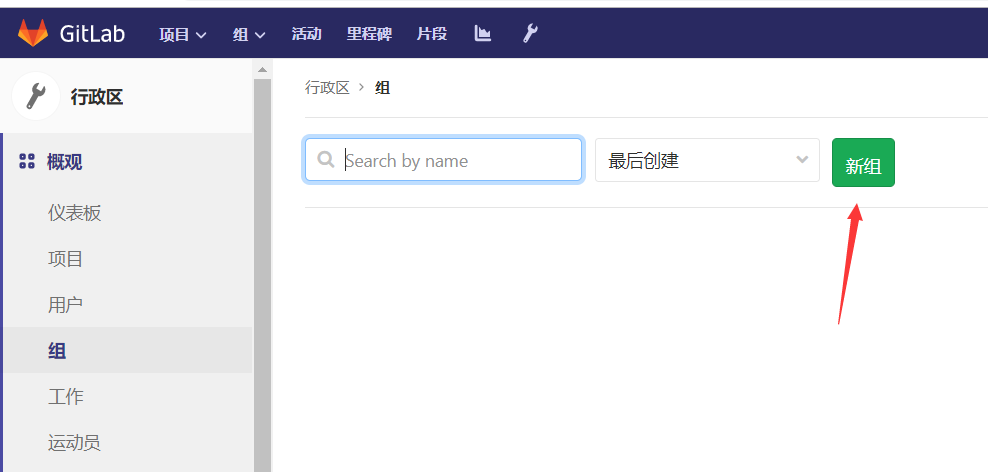 GitLab 项目 组 活动 里程碑 片段
行政区
行政区 > 组
概观
Search by name 最后创建 新组
仪表板
项目
用户
组
工作
运动员